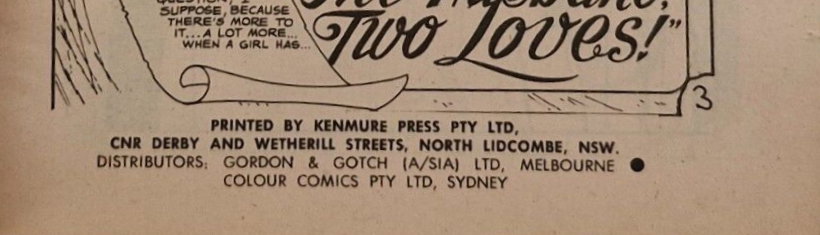 SUPPOSE, BECAUSE
THERE'S MORE TO
IT...A LOT MORE...
WHEN A GIRL HAS...
Husband,
Two Loves!"
3
PRINTED BY KENMURE PRESS PTY LTD,
CNR DERBY AND WETHERILL STREETS, NORTH LIDCOMBE, NSW.
DISTRIBUTORS: GORDON & GOTCH (A/SIA) LTD, MELBOURNE ●
COLOUR COMICS PTY LTD, SYDNEY